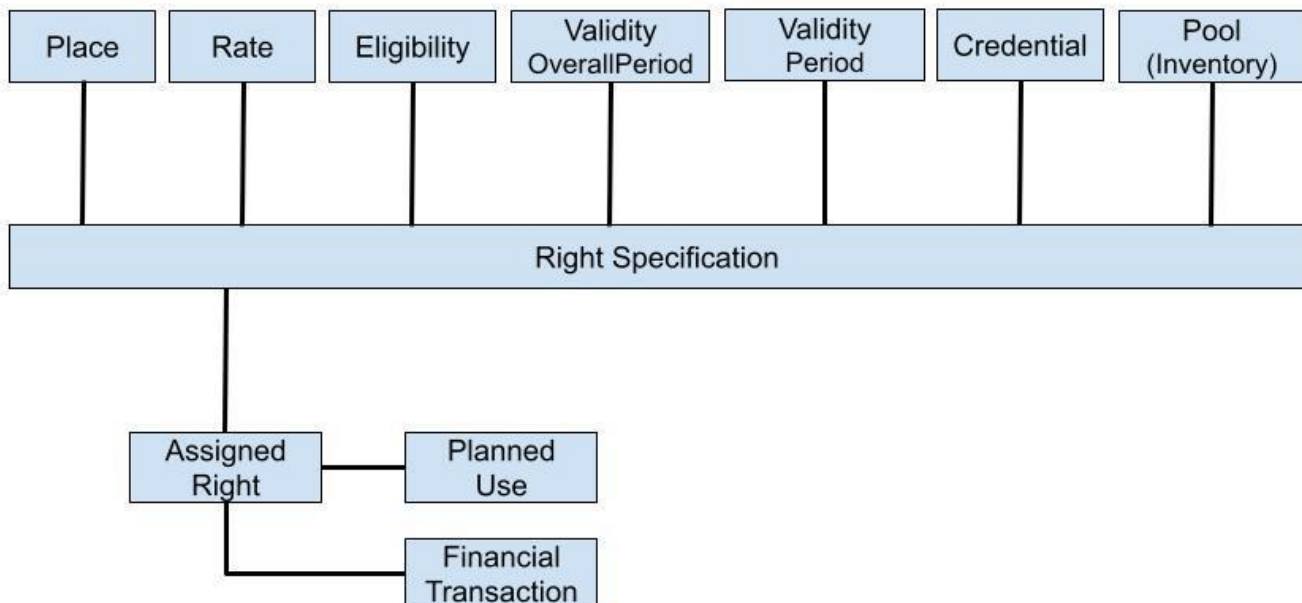 Place
Rate
Eligibility
Validity
OverallPeriod
Validity
Period
Credential
Pool
(Inventory)
Right Specification
Assigned
Right
Planned
Use
Financial
Transaction